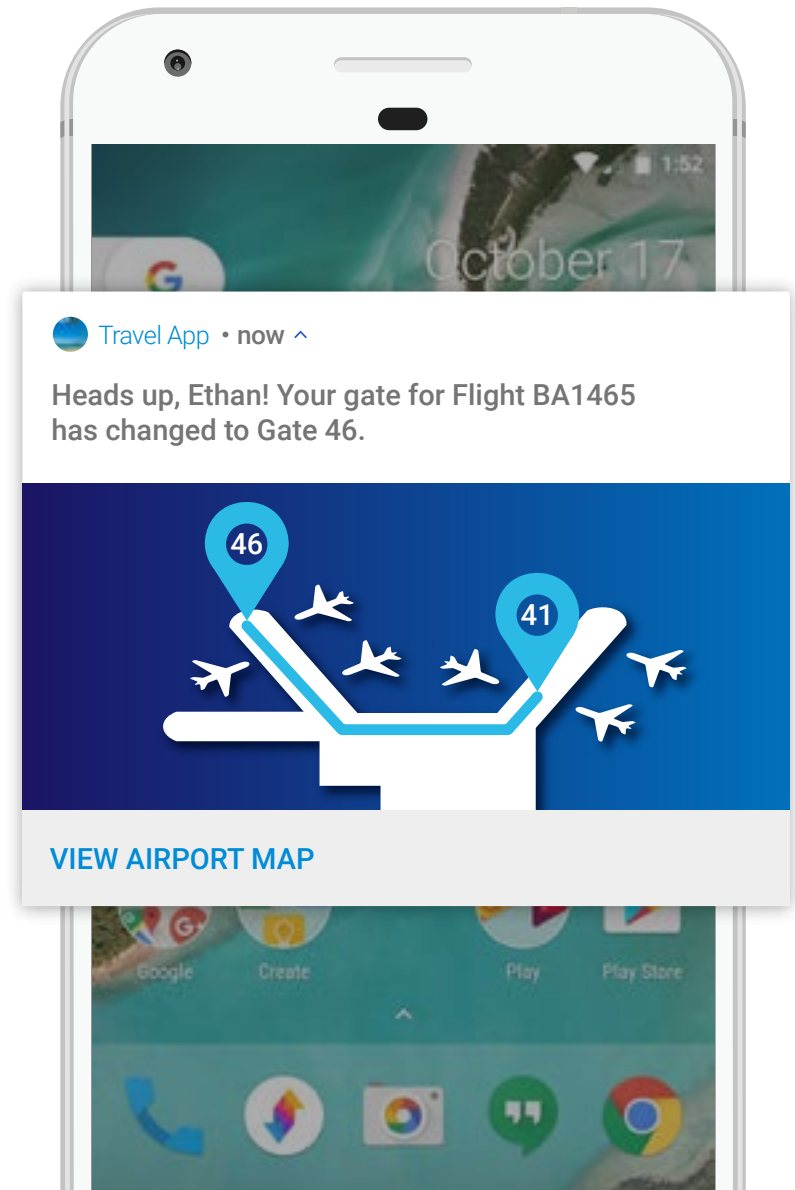 1:52
October 17
G
Travel App • now
Heads up, Ethan! Your gate for Flight BA1465
has changed to Gate 46.
46
41
VIEW AIRPORT MAP
G+
Google Create Play Play Store